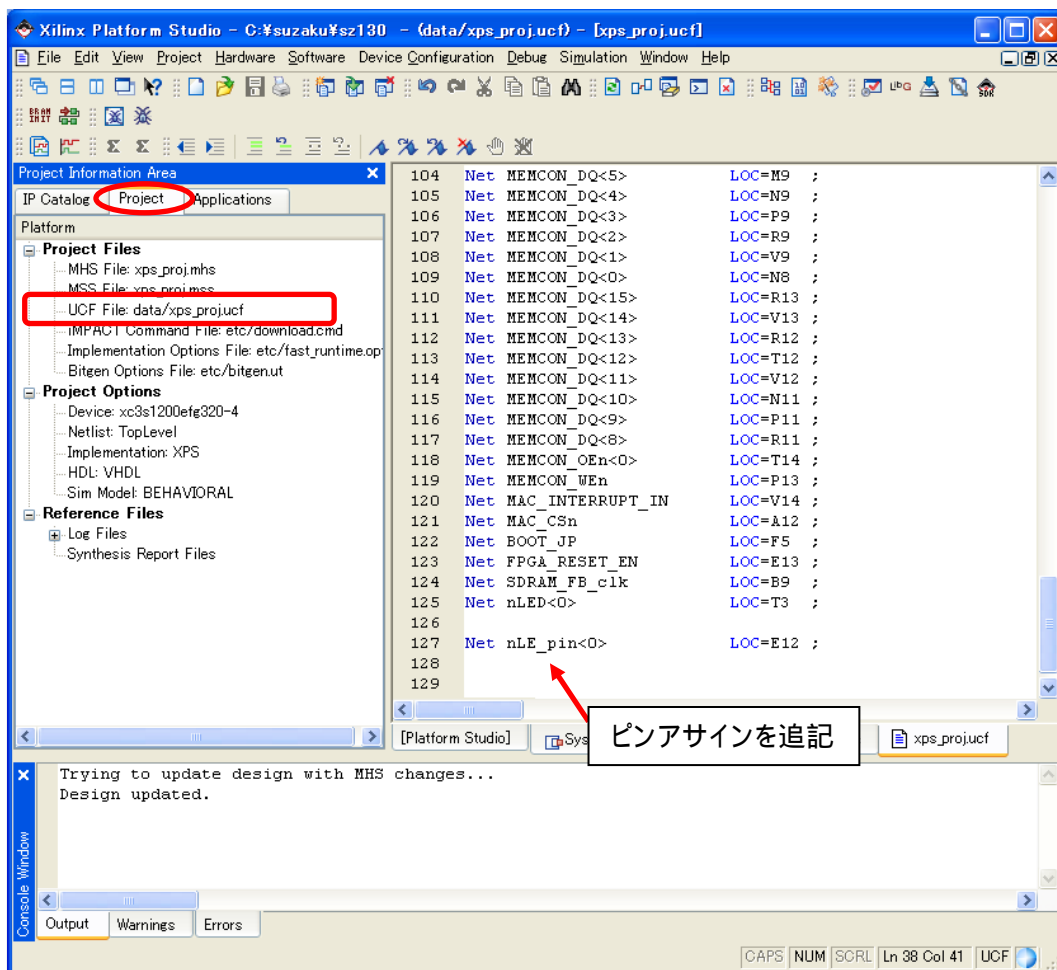 Xilinx Platform Studio - C:¥suzaku¥sz130 - (data/xps_proj.ucf) - [xps_proj.ucf]
File Edit View Project Hardware Software Device Configuration Debug Simulation Window Help
BRAM INIT
Project Information Area
IP Catalog Project Applications
Platform
Project Files
MHS File: xps_proj.mhs
MSS File: xps_proj.mss
UCF File: data/xps_proj.ucf
iMPACT Command File: etc/download.cmd
Implementation Options File: etc/fast_runtime.op
Bitgen Options File: etc/bitgen.ut
Project Options
Device: xc3s1200efg320-4
Netlist: TopLevel
Implementation: XPS
HDL: VHDL
Sim Model: BEHAVIORAL
Reference Files
Log Files
Synthesis Report Files
104 Net MEMCON_DQ<5> LOC=M9 ;
105 Net MEMCON_DQ<4> LOC=N9 ;
106 Net MEMCON_DQ<3> LOC=P9 ;
107 Net MEMCON_DQ<2> LOC=R9 ;
108 Net MEMCON_DQ<1> LOC=V9 ;
109 Net MEMCON_DQ<0> LOC=N8 ;
110 Net MEMCON_DQ<15> LOC=R13 ;
111 Net MEMCON_DQ<14> LOC=V13 ;
112 Net MEMCON_DQ<13> LOC=R12 ;
113 Net MEMCON_DQ<12> LOC=T12 ;
114 Net MEMCON_DQ<11> LOC=V12 ;
115 Net MEMCON_DQ<10> LOC=N11 ;
116 Net MEMCON_DQ<9> LOC=P11 ;
117 Net MEMCON_DQ<8> LOC=R11 ;
118 Net MEMCON_OEn<0> LOC=T14 ;
119 Net MEMCON_WEn LOC=P13 ;
120 Net MAC_INTERRUPT_IN LOC=V14 ;
121 Net MAC_CSn LOC=A12 ;
122 Net BOOT_JP LOC=F5 ;
123 Net FPGA_RESET_EN LOC=E13 ;
124 Net SDRAM_FB_clk LOC=B9 ;
125 Net nLED<0> LOC=T3 ;
126
127 Net nLE_pin<0> LOC=E12 ;
128
129
ピンアサインを追記
[Platform Studio] Sys xps_proj.ucf
Trying to update design with MHS changes...
Design updated.
Console Window
Output Warnings Errors
CAPS NUM SCRL Ln 38 Col 41 UCF